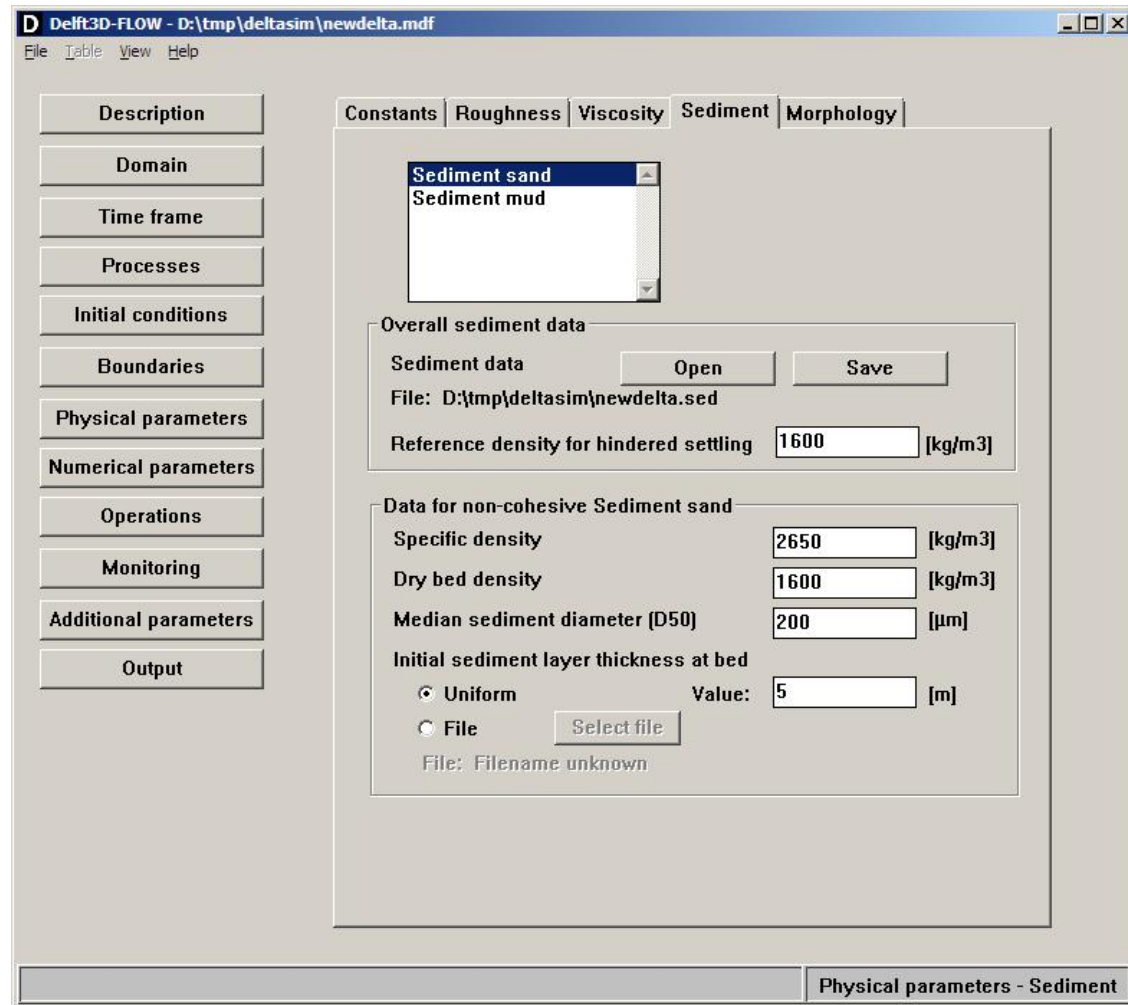 D Delft3D-FLOW - D:\tmp\deltasim\newdelta.mdf
File Table View Help
Description
Domain
Time frame
Processes
Initial conditions
Boundaries
Physical parameters
Numerical parameters
Operations
Monitoring
Additional parameters
Output
Constants Roughness Viscosity Sediment Morphology
Sediment sand
Sediment mud
Overall sediment data
Sediment data Open Save
File: D:\tmp\deltasim\newdelta.sed
Reference density for hindered settling 1600 [kg/m3]
Data for non-cohesive Sediment sand
Specific density 2650 [kg/m3]
Dry bed density 1600 [kg/m3]
Median sediment diameter (D50) 200 [µm]
Initial sediment layer thickness at bed
Uniform Value: 5 [m]
File Select file
File: Filename unknown
Physical parameters - Sediment